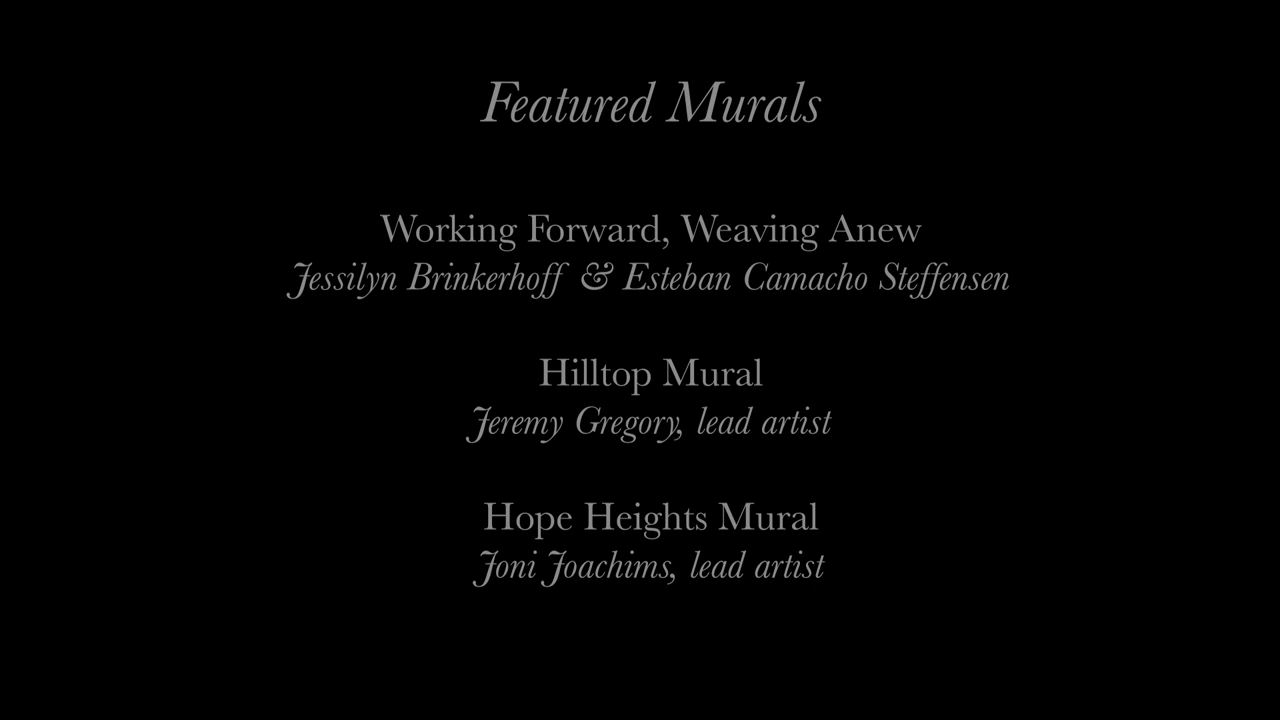 Featured Murals
Working Forward, Weaving Anew
Jessilyn Brinkerhoff & Esteban Camacho Steffensen
Hilltop Mural
Jeremy Gregory, lead artist
Hope Heights Mural
Joni Joachims, lead artist